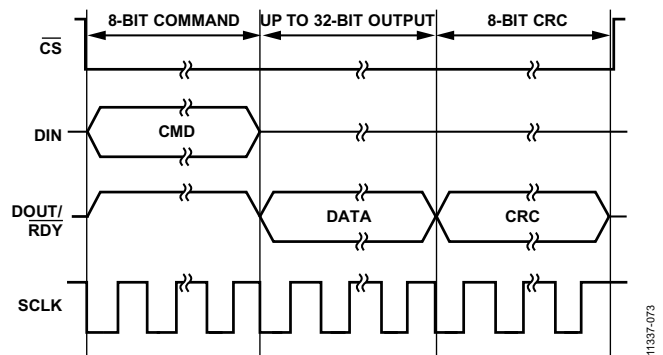 8-BIT COMMAND UP TO 32-BIT OUTPUT 8-BIT CRC
CS
DIN CMD
DOUT/
RDY
DATA CRC
SCLK
11337-073